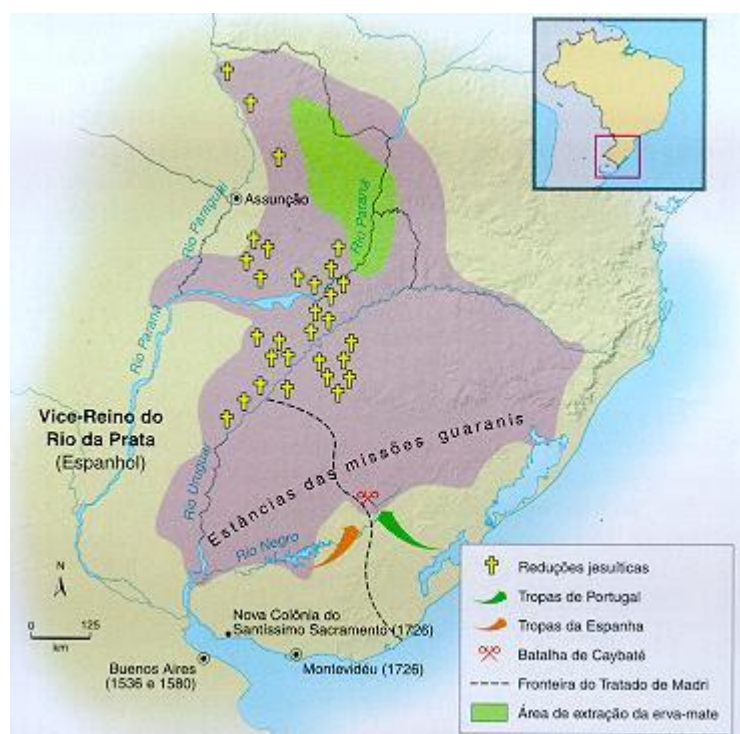 Assunção
Rio Paraguai
Rio Paraná
Rio Paraná
Vice-Reino do
Rio da Prata
(Espanhol)
Estâncias das missões guaranis
Rio Uruguai
Rio Negro
N
0 125
km
Nova Colônia do
Santíssimo Sacramento (1726)
Buenos Aires
(1536 e 1580)
Montevidéu (1726)
Reduções jesuíticas
Tropas de Portugal
Tropas da Espanha
Batalha de Caybaté
Fronteira do Tratado de Madri
Área de extração da erva-mate